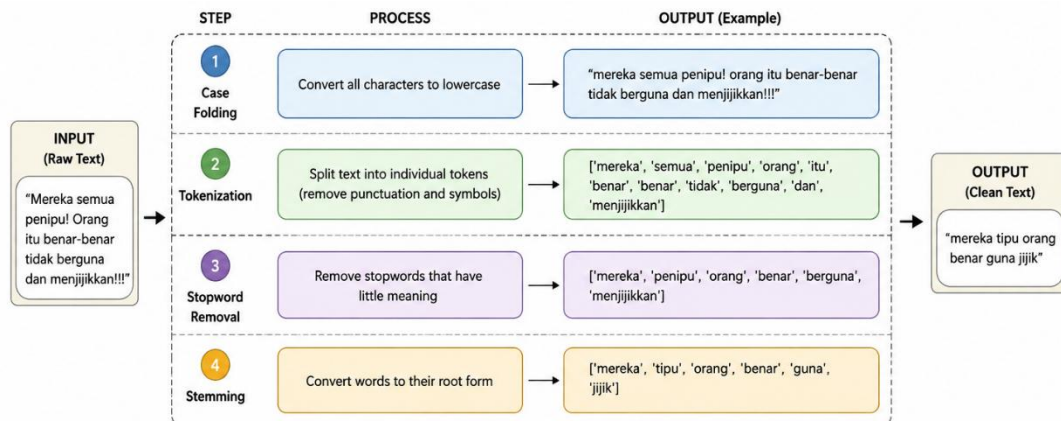 STEP PROCESS OUTPUT (Example)
INPUT
(Raw Text)
“Mereka semua
penipu! Orang
itu benar-benar
tidak berguna
dan menjijikkan!!!”
1
Case
Folding
Convert all characters to lowercase
“mereka semua penipu! orang itu benar-benar
tidak berguna dan menjijikkan!!!”
2
Tokenization
Split text into individual tokens
(remove punctuation and symbols)
['mereka', 'semua', 'penipu', 'orang', 'itu',
'benar', 'benar', 'tidak', 'berguna', 'dan',
'menjijikkan']
3
Stopword
Removal
Remove stopwords that have
little meaning
['mereka', 'penipu', 'orang', 'benar', 'berguna',
'menjijikkan']
4
Stemming
Convert words to their root form
['mereka', 'tipu', 'orang', 'benar', 'guna',
'jijik']
OUTPUT
(Clean Text)
“mereka tipu orang
benar guna jijik”